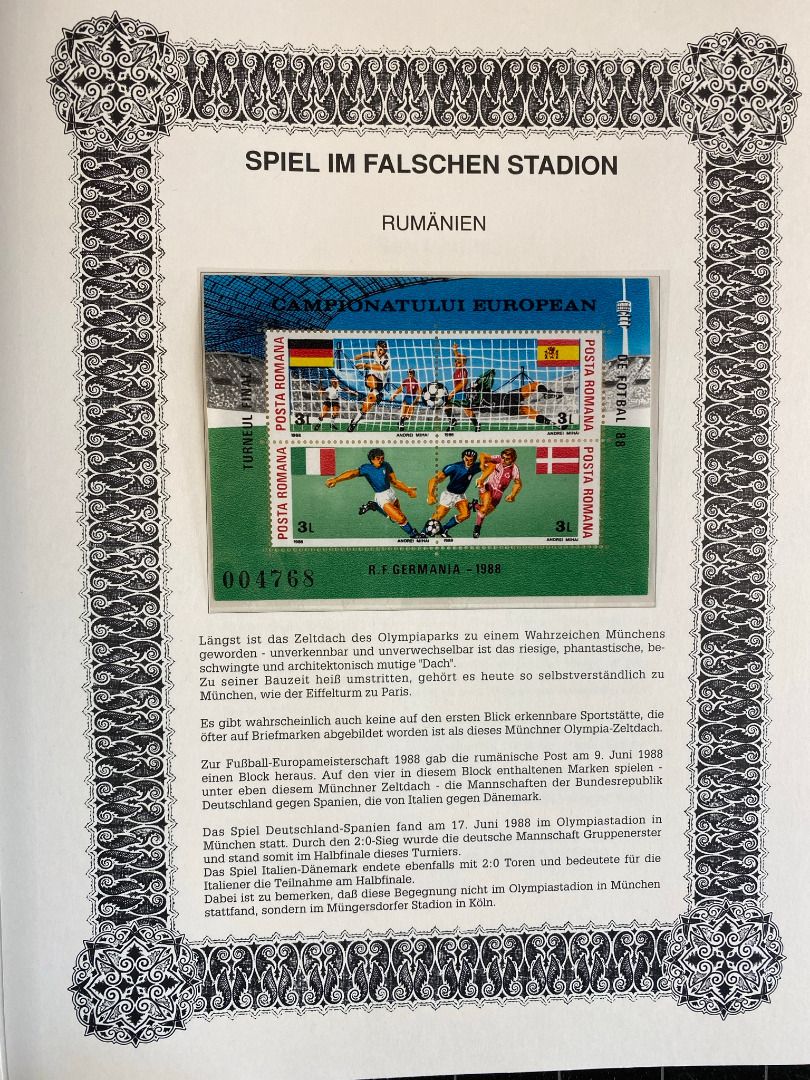 SPIEL IM FALSCHEN STADION
RUMÄNIEN
CAMPIONATULUI EUROPEAN
TURNEUL FINAL AL
DE FOTBAL '88
POSTA ROMANA
3L
1988
ANDREI MIHAI
1988
3L
POSTA ROMANA
POSTA ROMANA
3L
1988
ANDREI MIHAI
1988
3L
POSTA ROMANA
R.F. GERMANIA - 1988
004768
Längst ist das Zeltdach des Olympiaparks zu einem Wahrzeichen Münchens
geworden - unverkennbar und unverwechselbar ist das riesige, phantastische, be-
schwingte und architektonisch mutige "Dach".
Zu seiner Bauzeit heiß umstritten, gehört es heute so selbstverständlich zu
München, wie der Eiffelturm zu Paris.
Es gibt wahrscheinlich auch keine auf den ersten Blick erkennbare Sportstätte, die
öfter auf Briefmarken abgebildet worden ist als dieses Münchner Olympia-Zeltdach.
Zur Fußball-Europameisterschaft 1988 gab die rumänische Post am 9. Juni 1988
einen Block heraus. Auf den vier in diesem Block enthaltenen Marken spielen -
unter eben diesem Münchner Zeltdach - die Mannschaften der Bundesrepublik
Deutschland gegen Spanien, die von Italien gegen Dänemark.
Das Spiel Deutschland-Spanien fand am 17. Juni 1988 im Olympiastadion in
München statt. Durch den 2:0-Sieg wurde die deutsche Mannschaft Gruppenerster
und stand somit im Halbfinale dieses Turniers.
Das Spiel Italien-Dänemark endete ebenfalls mit 2:0 Toren und bedeutete für die
Italiener die Teilnahme am Halbfinale.
Dabei ist zu bemerken, daß diese Begegnung nicht im Olympiastadion in München
stattfand, sondern im Müngersdorfer Stadion in Köln.